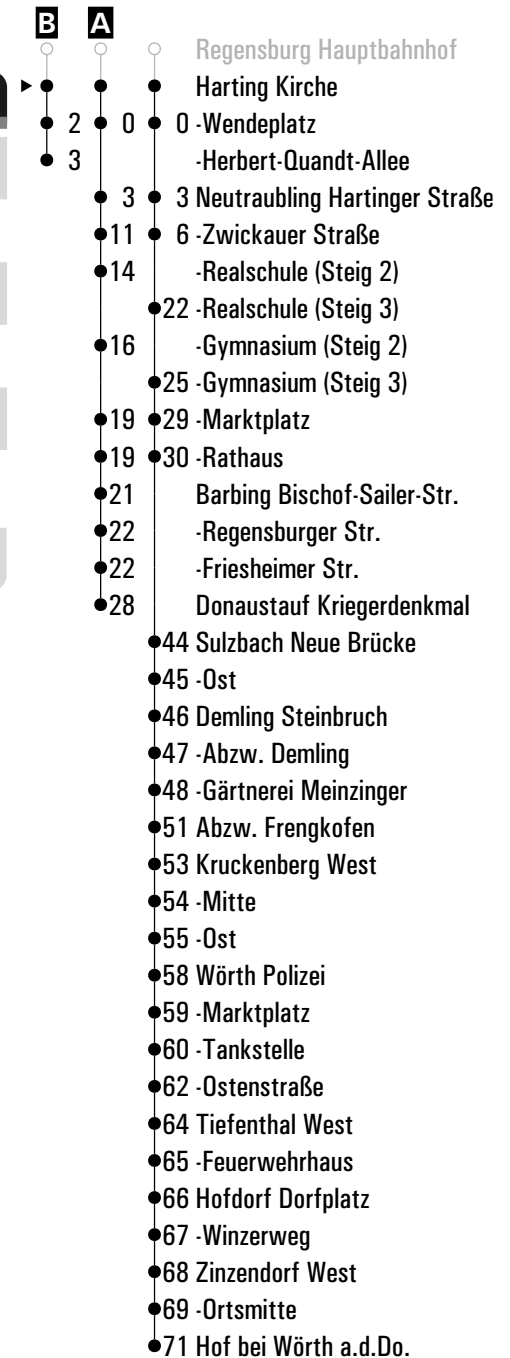 B A
Regensburg Hauptbahnhof
Harting Kirche
2 0 0 -Wendeplatz
3 -Herbert-Quandt-Allee
3 3 Neutraubling Hartinger Straße
11 6 -Zwickauer Straße
14 -Realschule (Steig 2)
22 -Realschule (Steig 3)
16 -Gymnasium (Steig 2)
25 -Gymnasium (Steig 3)
19 29 -Marktplatz
19 30 -Rathaus
21 Barbing Bischof-Sailer-Str.
22 -Regensburger Str.
22 -Friesheimer Str.
28 Donaustauf Kriegerdenkmal
44 Sulzbach Neue Brücke
45 -Ost
46 Demling Steinbruch
47 -Abzw. Demling
48 -Gärtnerei Meinzinger
51 Abzw. Frengkofen
53 Kruckenberg West
54 -Mitte
55 -Ost
58 Wörth Polizei
59 -Marktplatz
60 -Tankstelle
62 -Ostenstraße
64 Tiefenthal West
65 -Feuerwehrhaus
66 Hofdorf Dorfplatz
67 -Winzerweg
68 Zinzendorf West
69 -Ortsmitte
71 Hof bei Wörth a.d.Do.